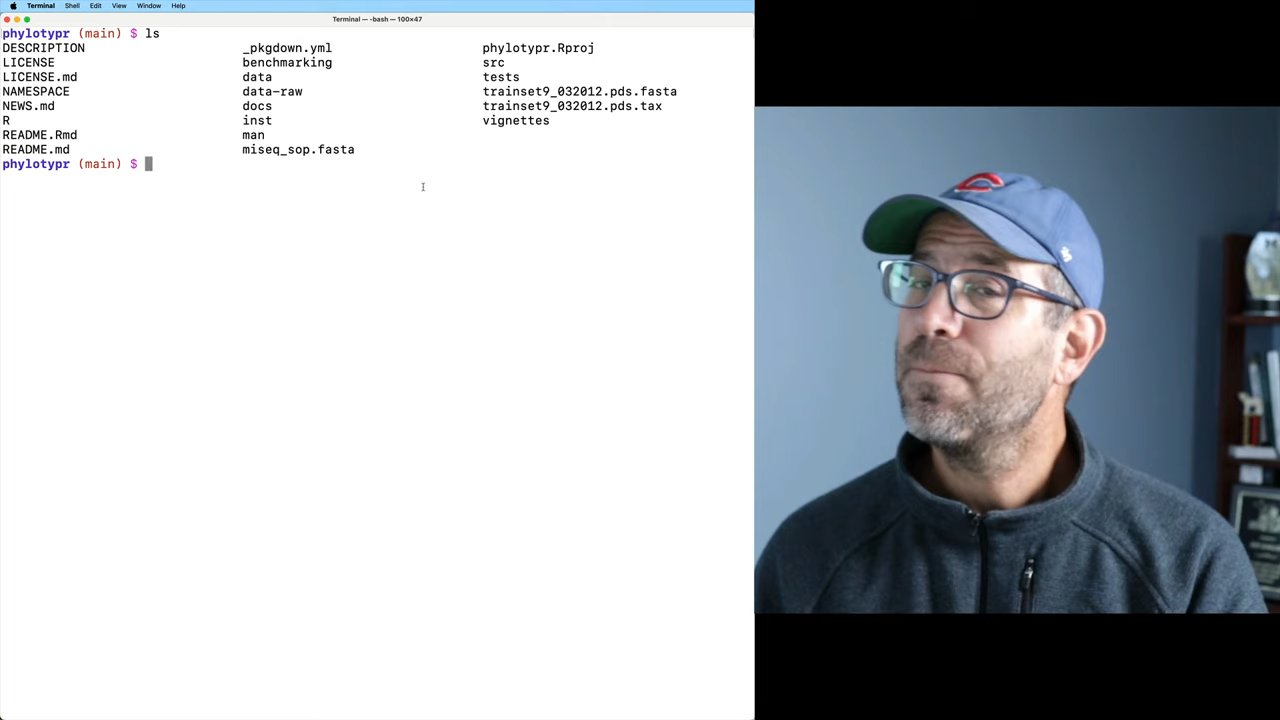 Terminal Shell Edit View Window Help
Terminal — -bash — 100×47
phylotypr (main) $ ls
DESCRIPTION _pkgdown.yml phylotypr.Rproj
LICENSE benchmarking src
LICENSE.md data tests
NAMESPACE data-raw trainset9_032012.pds.fasta
NEWS.md docs trainset9_032012.pds.tax
R inst vignettes
README.Rmd man
README.md miseq_sop.fasta
phylotypr (main) $